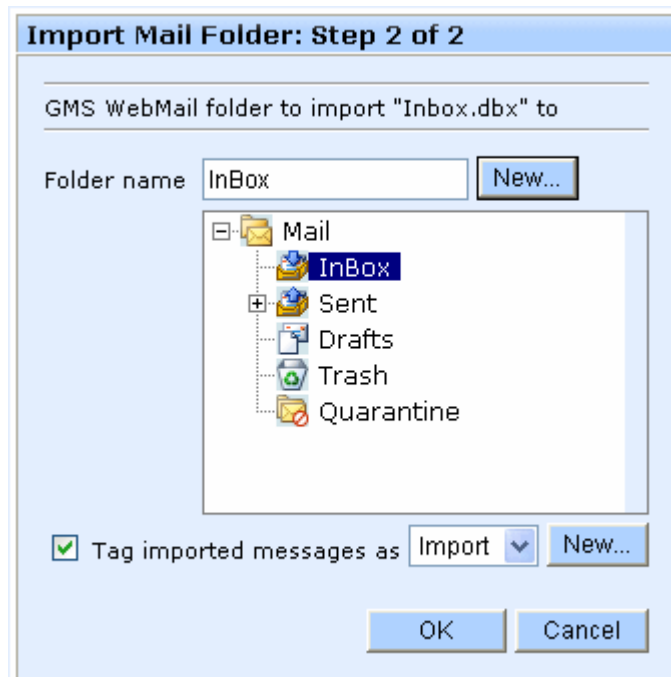 Import Mail Folder: Step 2 of 2
GMS WebMail folder to import "Inbox.dbx" to
Folder name InBox New...
Mail
InBox
Sent
Drafts
Trash
Quarantine
Tag imported messages as Import New...
OK Cancel